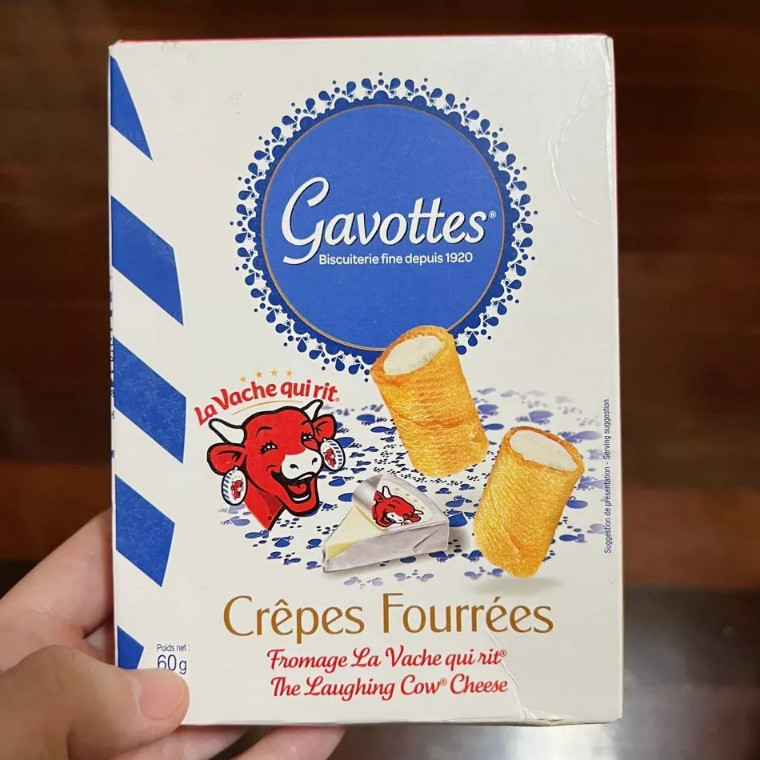 Gavottes®
Biscuiterie fine depuis 1920
La Vache qui rit®
Suggestion de présentation - Serving suggestion
Crêpes Fourrées
Poids net :
60g
Fromage La Vache qui rit®
The Laughing Cow® Cheese